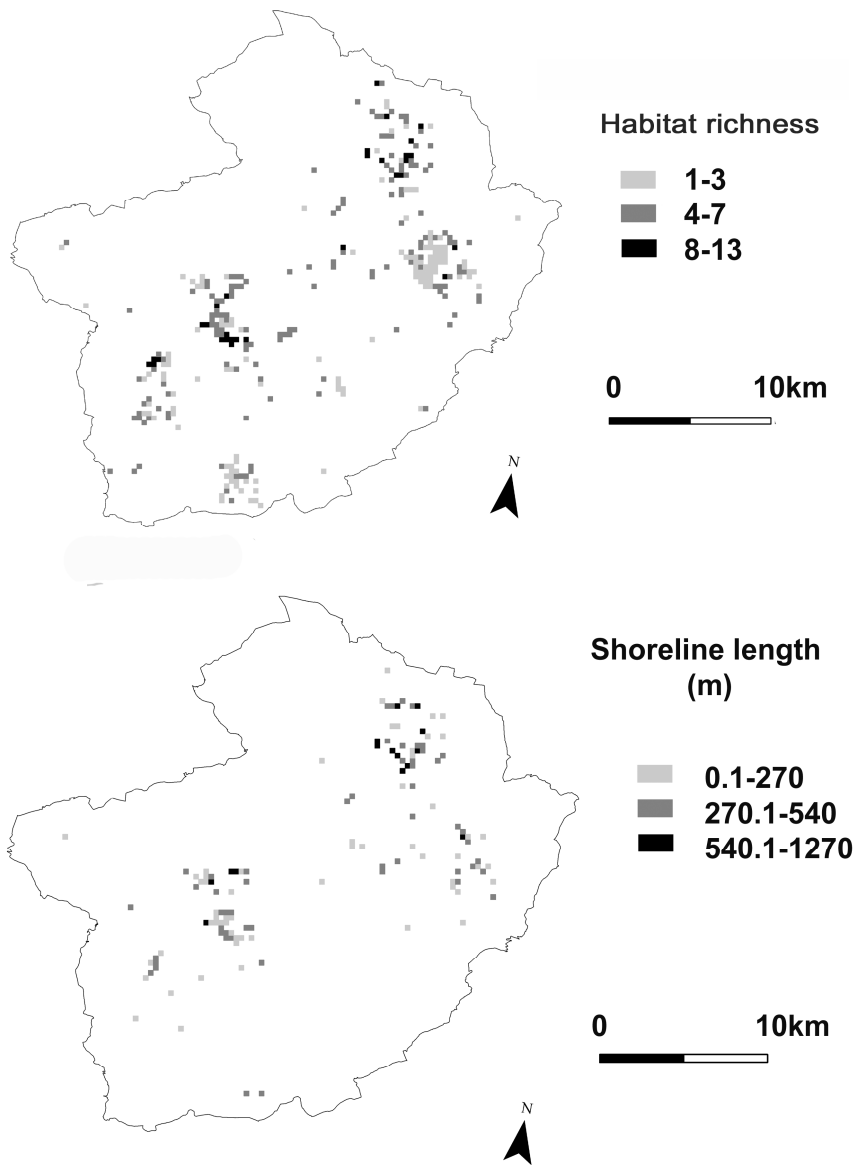 Habitat richness
1-3
4-7
8-13
0 10km
N
Shoreline length
(m)
0.1-270
270.1-540
540.1-1270
0 10km
N